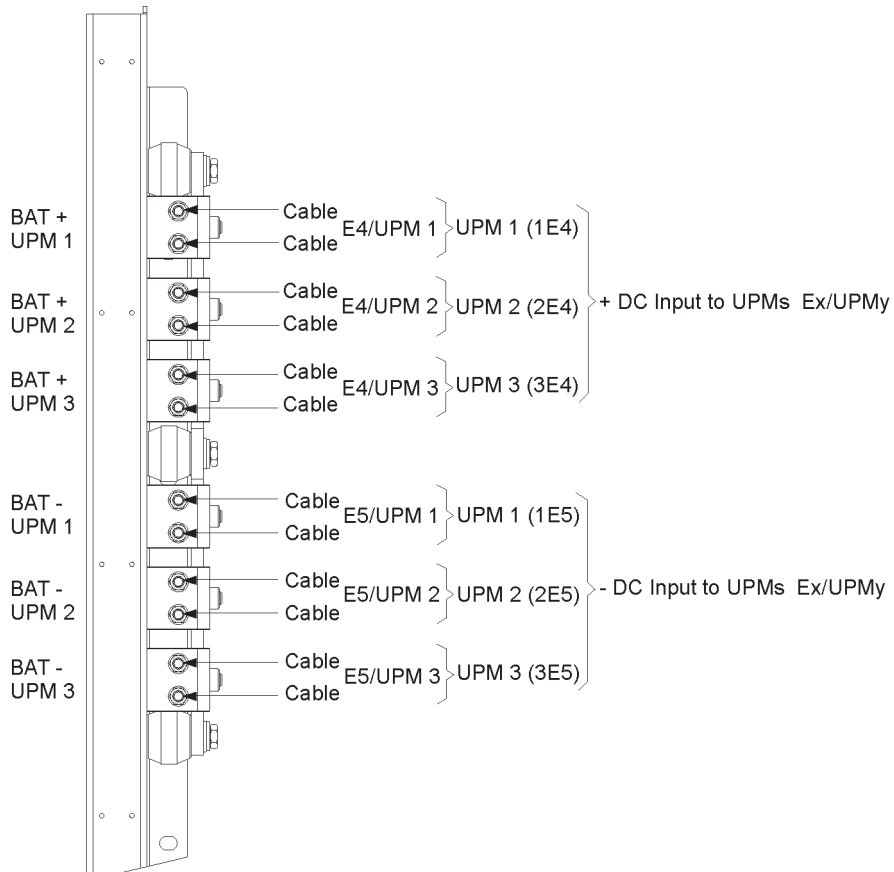 BAT +
UPM 1
Cable
Cable
E4/UPM 1
UPM 1 (1E4)
BAT +
UPM 2
Cable
Cable
E4/UPM 2
UPM 2 (2E4)
+ DC Input to UPMs Ex/UPMy
BAT +
UPM 3
Cable
Cable
E4/UPM 3
UPM 3 (3E4)
BAT -
UPM 1
Cable
Cable
E5/UPM 1
UPM 1 (1E5)
BAT -
UPM 2
Cable
Cable
E5/UPM 2
UPM 2 (2E5)
- DC Input to UPMs Ex/UPMy
BAT -
UPM 3
Cable
Cable
E5/UPM 3
UPM 3 (3E5)